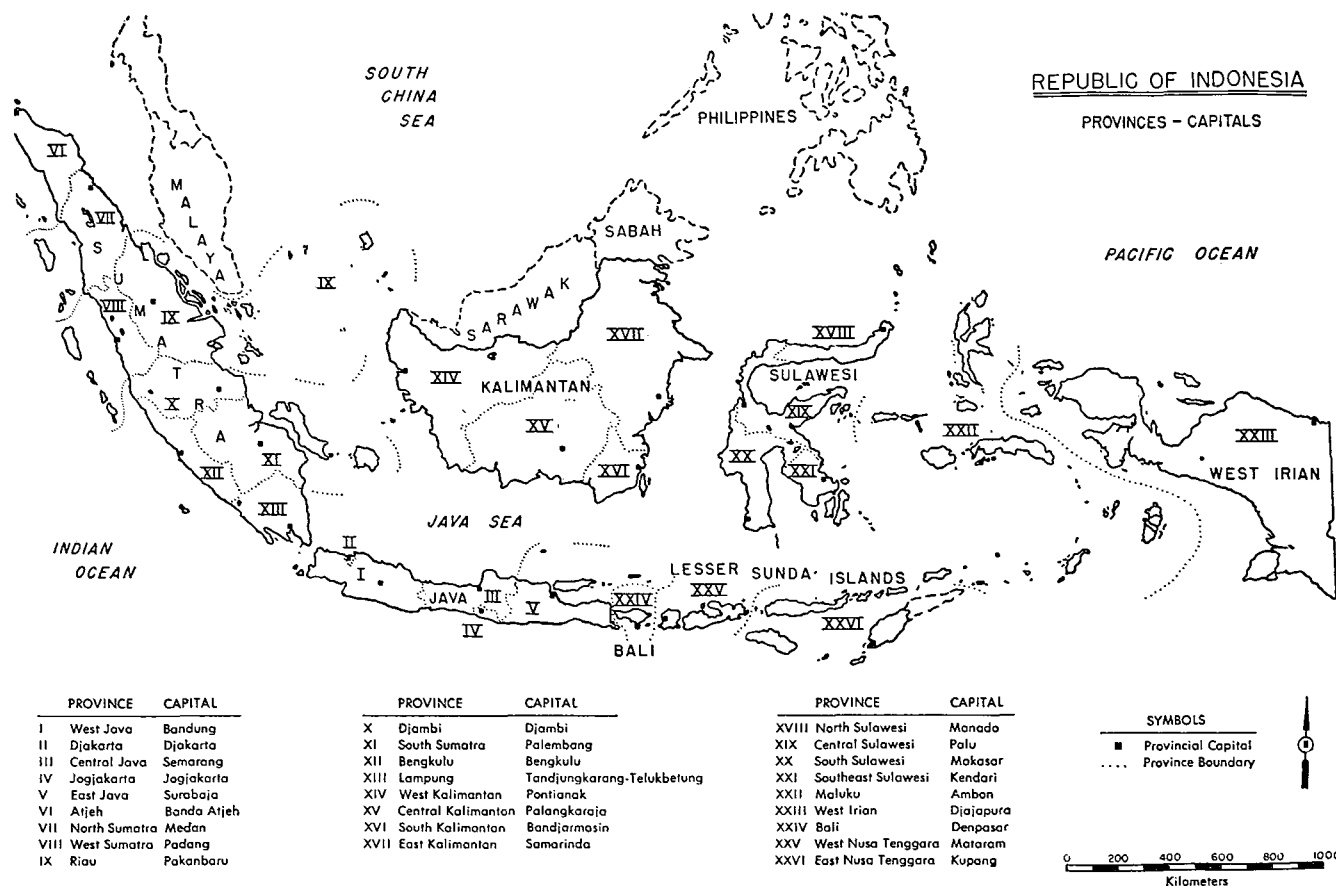 REPUBLIC OF INDONESIA
PROVINCES - CAPITALS
SOUTH
CHINA
SEA
PHILIPPINES
PACIFIC OCEAN
MALAYA
SABAH
SARAWAK
SUMATRA
KALIMANTAN
SULAWESI
WEST IRIAN
JAVA SEA
INDIAN
OCEAN
JAVA
BALI
LESSER SUNDA ISLANDS
VI
VII
VIII
IX
IX
X
XI
XII
XIII
XIV
XV
XVI
XVII
XVIII
XIX
XX
XXI
XXII
XXIII
I
II
III
IV
V
XXIV
XXV
XXVI
PROVINCE CAPITAL
I West Java Bandung
II Djakarta Djakarta
III Central Java Semarang
IV Jogjakarta Jogjakarta
V East Java Surabaja
VI Atjeh Banda Atjeh
VII North Sumatra Medan
VIII West Sumatra Padang
IX Riau Pakanbaru
PROVINCE CAPITAL
X Djambi Djambi
XI South Sumatra Palembang
XII Bengkulu Bengkulu
XIII Lampung Tandjungkarang-Telukbetung
XIV West Kalimantan Pontianak
XV Central Kalimanton Palangkaraja
XVI South Kalimantan Bandjarmosin
XVII East Kalimantan Samarinda
PROVINCE CAPITAL
XVIII North Sulawesi Manado
XIX Central Sulawesi Palu
XX South Sulawesi Makasar
XXI Southeast Sulawesi Kendari
XXII Maluku Ambon
XXIII West Irian Djajapura
XXIV Bali Denpasar
XXV West Nusa Tenggara Mataram
XXVI East Nusa Tenggara Kupang
SYMBOLS
Provincial Capital
Province Boundary
0 200 400 600 800 1000
Kilometers